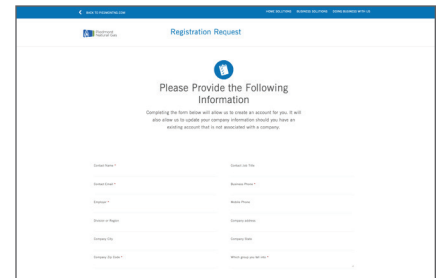 BACK TO PIEDMONTNG.COM
HOME SOLUTIONS BUSINESS SOLUTIONS DOING BUSINESS WITH US
Piedmont
Natural Gas
Registration Request
Please Provide the Following
Information
Completing the form below will allow us to create an account for you. It will
also allow us to update your company information should you have an
existing account that is not associated with a company.
Contact Name *
Contact Job Title
Contact Email *
Business Phone *
Employer *
Mobile Phone
Division or Region
Company Address
Company City
Company State
Company Zip Code *
Which group are